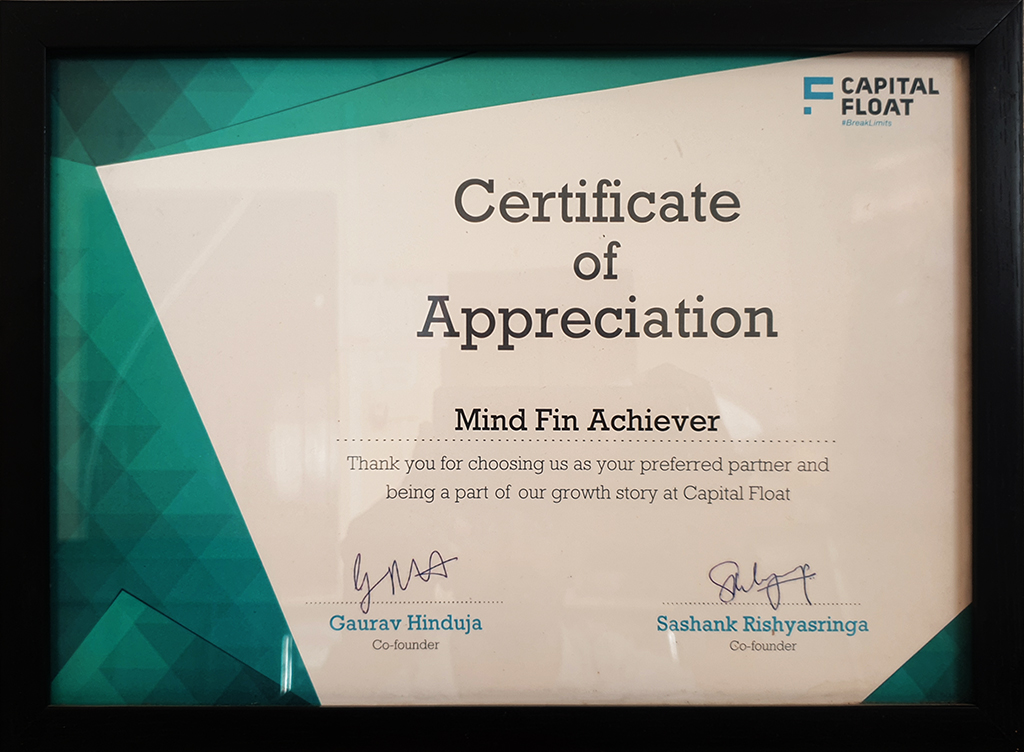 CAPITAL
FLOAT
#BreakLimits
Certificate
of
Appreciation
Mind Fin Achiever
Thank you for choosing us as your preferred partner and
being a part of our growth story at Capital Float
Gaurav Hinduja
Co-founder
Sashank Rishyasringa
Co-founder